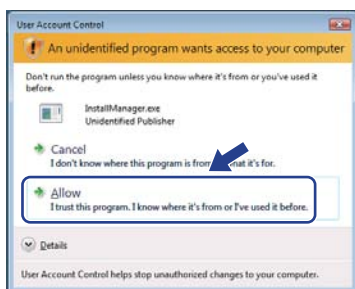 User Account Control
An unidentified program wants access to your computer
Don't run the program unless you know where it's from or you've used it
before.
InstallManager.exe
Unidentified Publisher
Cancel
I don't know where this program is from what it's for.
Allow
I trust this program. I know where it's from or I've used it before.
Details
User Account Control helps stop unauthorized changes to your computer.